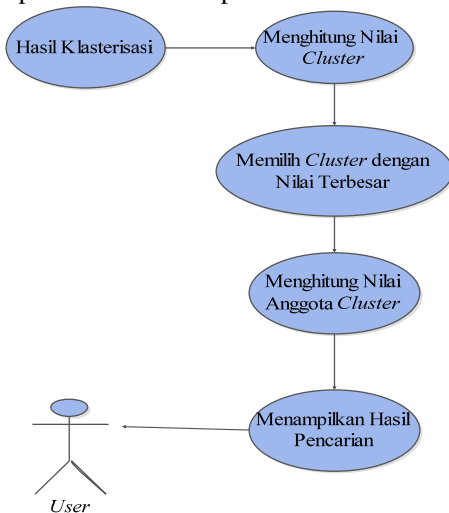 Hasil Klasterisasi
Menghitung Nilai
Cluster
Memilih Cluster dengan
Nilai Terbesar
Menghitung Nilai
Anggota Cluster
Menampilkan Hasil
Pencarian
User